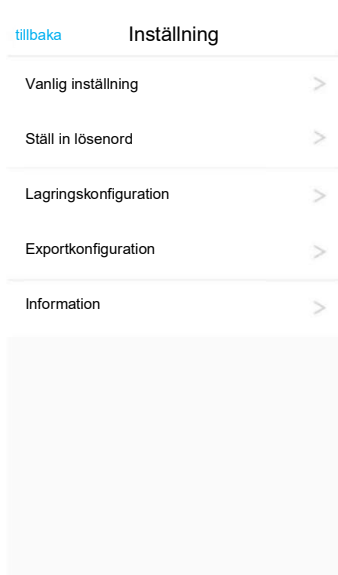 tillbaka Inställning
Vanlig inställning
Ställ in lösenord
Lagringskonfiguration
Exportkonfiguration
Information